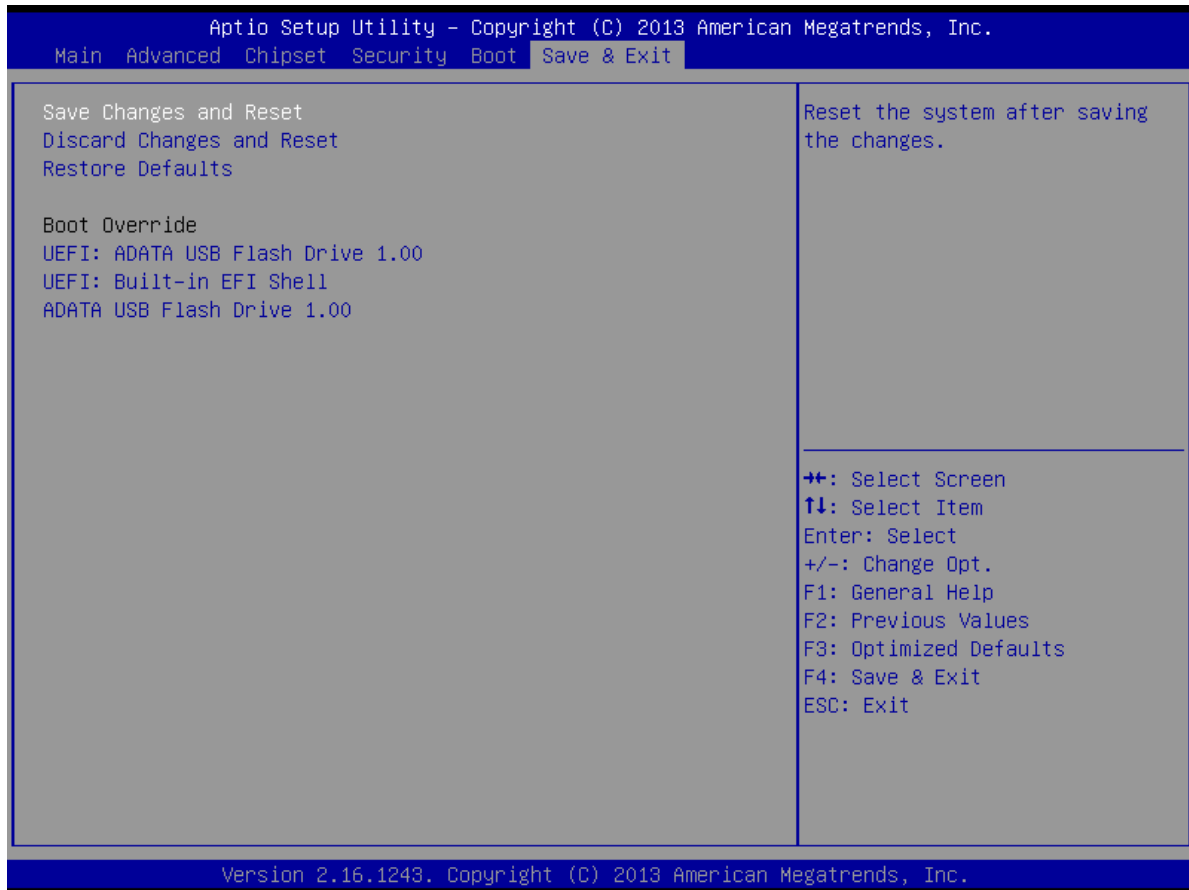 Aptio Setup Utility – Copyright (C) 2013 American Megatrends, Inc.
Main Advanced Chipset Security Boot Save & Exit
Save Changes and Reset
Discard Changes and Reset
Restore Defaults
Boot Override
UEFI: ADATA USB Flash Drive 1.00
UEFI: Built-in EFI Shell
ADATA USB Flash Drive 1.00
Reset the system after saving
the changes.
→←: Select Screen
↑↓: Select Item
Enter: Select
+/-: Change Opt.
F1: General Help
F2: Previous Values
F3: Optimized Defaults
F4: Save & Exit
ESC: Exit
Version 2.16.1243. Copyright (C) 2013 American Megatrends, Inc.